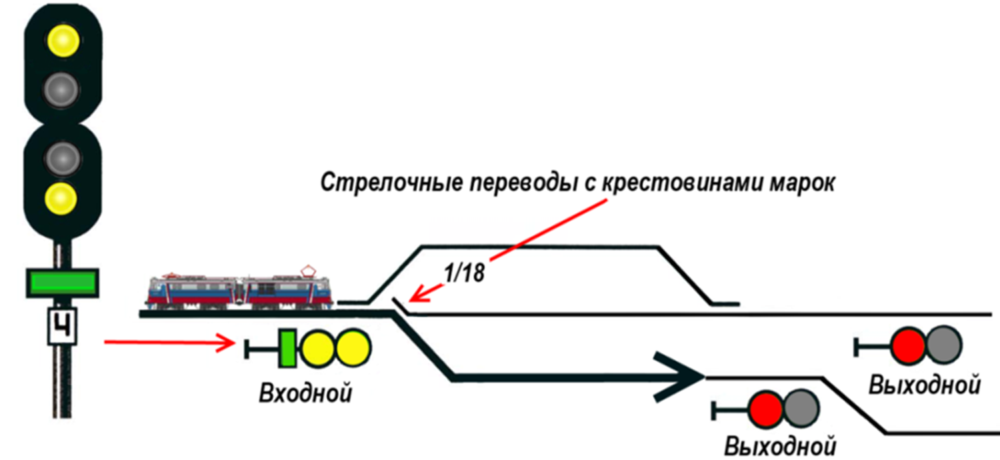 Стрелочные переводы с крестовинами марок
1/18
Ч
Входной
Выходной
Выходной